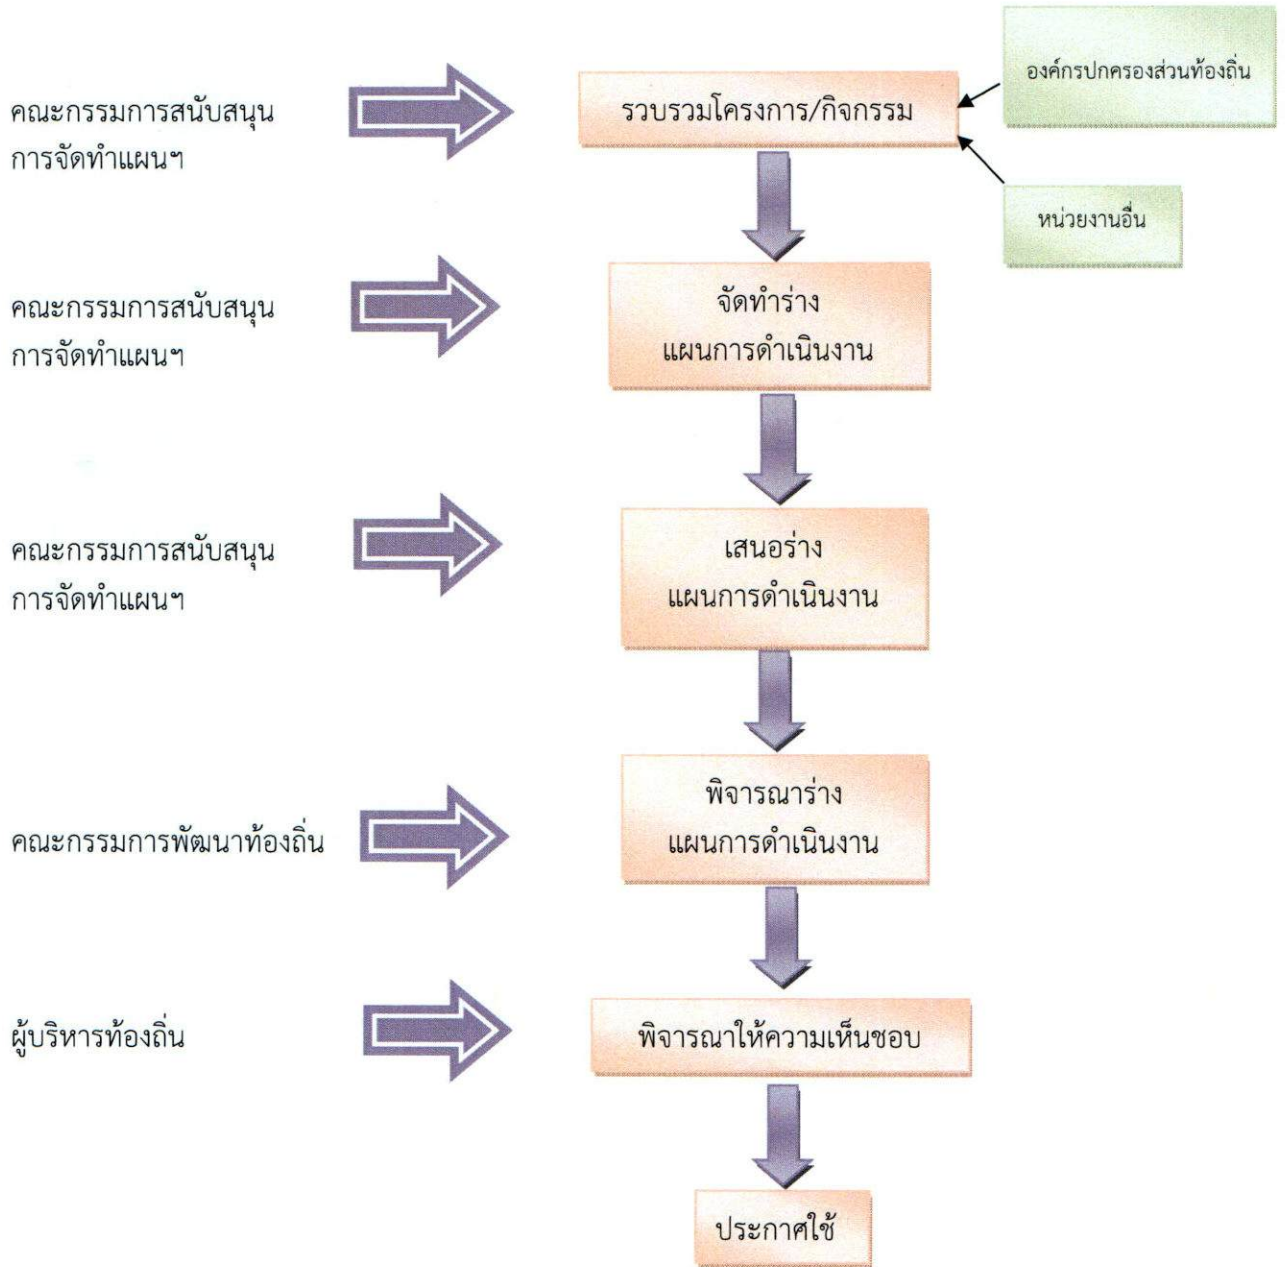 องค์กรปกครองส่วนท้องถิ่น
คณะกรรมการสนับสนุน
การจัดทำแผนฯ
รวบรวมโครงการ/กิจกรรม
หน่วยงานอื่น
คณะกรรมการสนับสนุน
การจัดทำแผนฯ
จัดทำร่าง
แผนการดำเนินงาน
คณะกรรมการสนับสนุน
การจัดทำแผนฯ
เสนอร่าง
แผนการดำเนินงาน
คณะกรรมการพัฒนาท้องถิ่น
พิจารณาร่าง
แผนการดำเนินงาน
ผู้บริหารท้องถิ่น
พิจารณาให้ความเห็นชอบ
ประกาศใช้